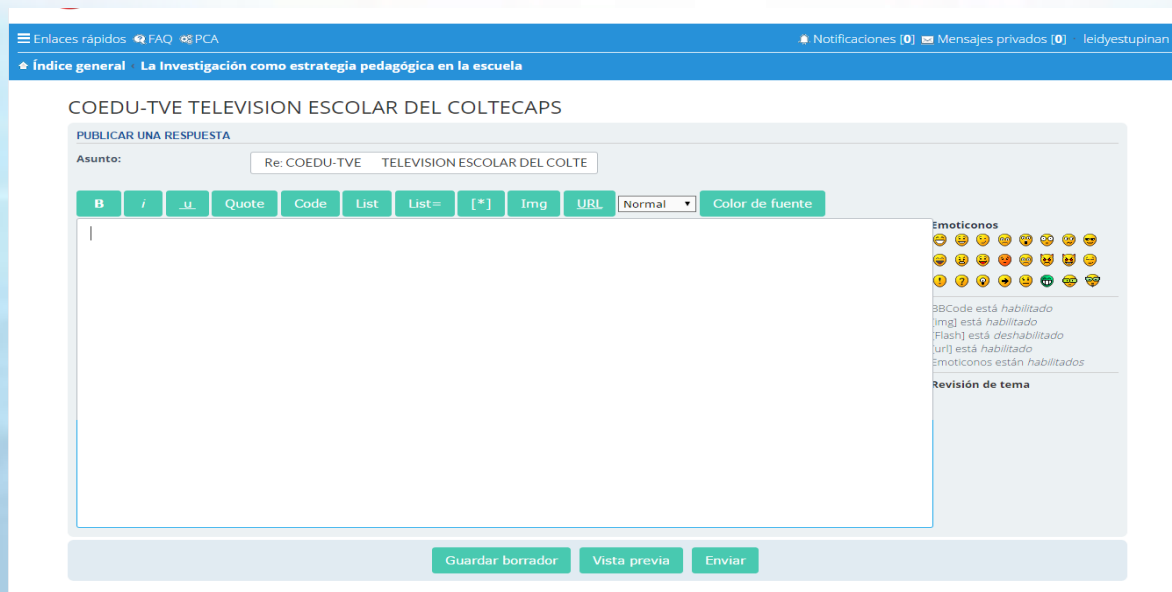 Enlaces rápidos FAQ PCA Notificaciones [0] Mensajes privados [0] leidyestupinan
Índice general La Investigación como estrategia pedagógica en la escuela
COEDU-TVE TELEVISION ESCOLAR DEL COLTECAPS
PUBLICAR UNA RESPUESTA
Asunto: Re: COEDU-TVE TELEVISION ESCOLAR DEL COLTE
B i u Quote Code List List= [*] Img URL Normal Color de fuente
Emoticonos
BBCode está habilitado
[img] está habilitado
[Flash] está deshabilitado
[url] está habilitado
Emoticonos están habilitados
Revisión de tema
Guardar borrador Vista previa Enviar